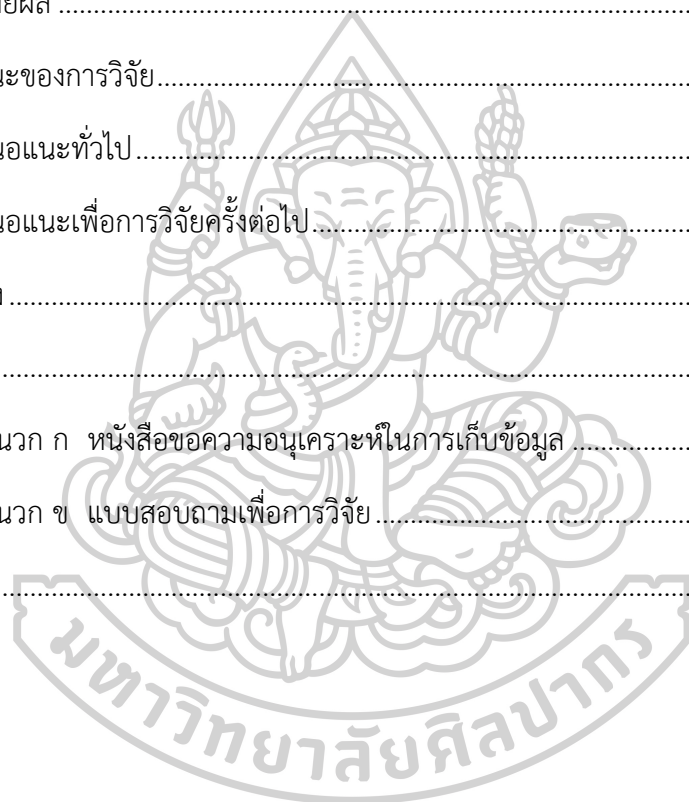 ยผล ....................................................................
นะของการวิจัย....................................................................
นอแนะทั่วไป ....................................................................
นอแนะเพื่อการวิจัยครั้งต่อไป....................................................................
....................................................................
....................................................................
นวก ก หนังสือขอความอนุเคราะห์ในการเก็บข้อมูล ....................
นวก ข แบบสอบถามเพื่อการวิจัย ....................................................................
....................................................................
มหาวิทยาลัยศิลปากร